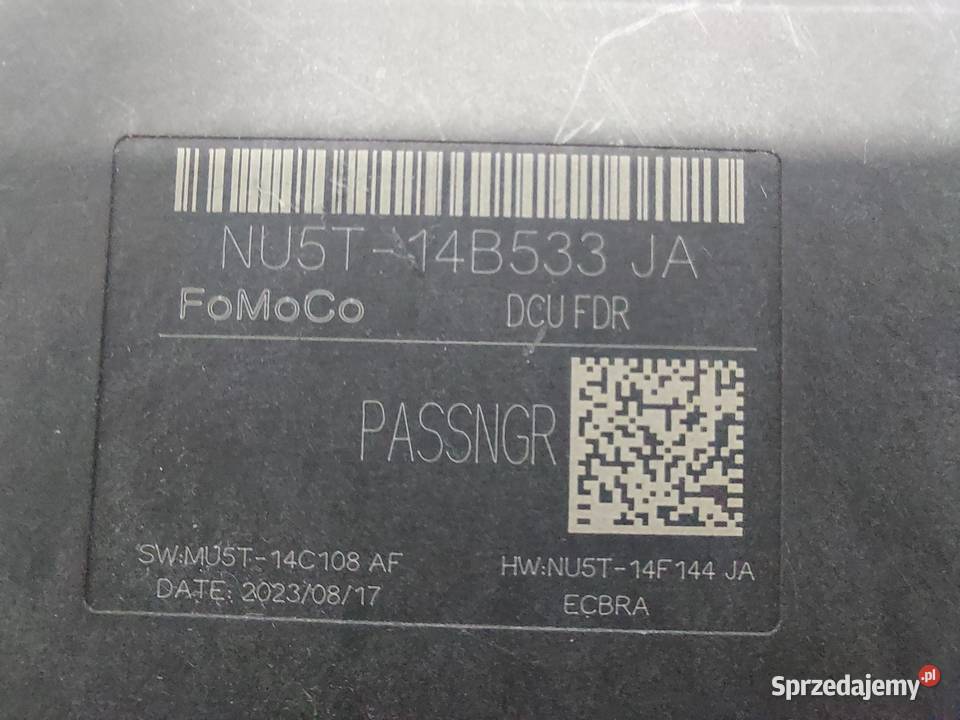 NU5T-14B533 JA
FoMoCo DCU FDR
PASSNGR
SW:MU5T-14C108 AF HW:NU5T-14F144 JA
DATE: 2023/08/17 ECBRA
Sprzedajemy.pl